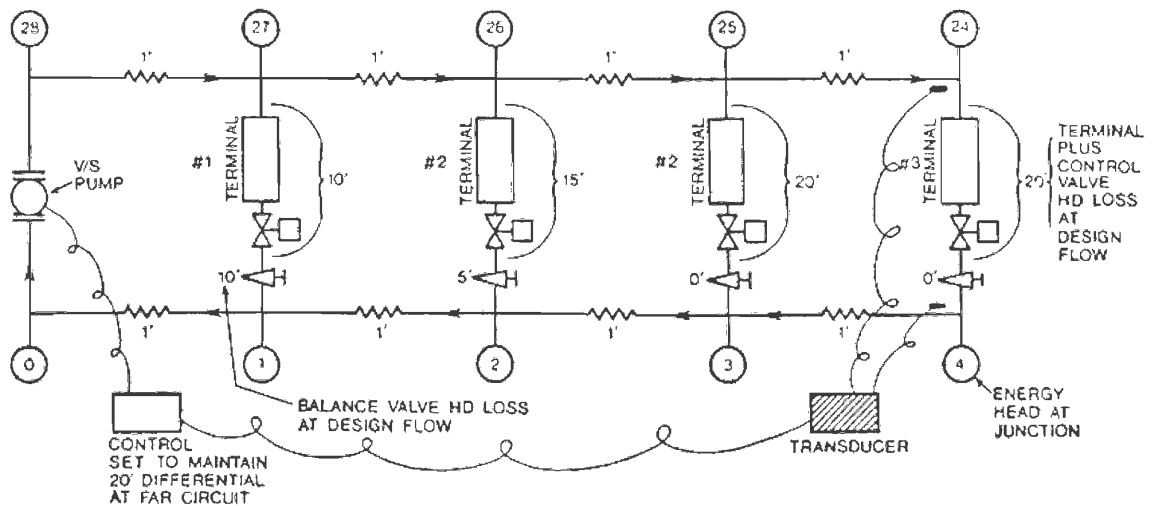 28 27 26 25 24
1' 1' 1' 1'
V/S
PUMP
#1
TERMINAL
10'
#2
TERMINAL
15'
#2
TERMINAL
20'
#3
TERMINAL
20'
TERMINAL
PLUS
CONTROL
VALVE
HD LOSS
AT
DESIGN
FLOW
10' 5' 0' 0'
1' 1' 1' 1'
0 1 2 3 4
BALANCE VALVE HD LOSS
AT DESIGN FLOW
ENERGY
HEAD AT
JUNCTION
CONTROL
SET TO MAINTAIN
20' DIFFERENTIAL
AT FAR CIRCUIT
TRANSDUCER